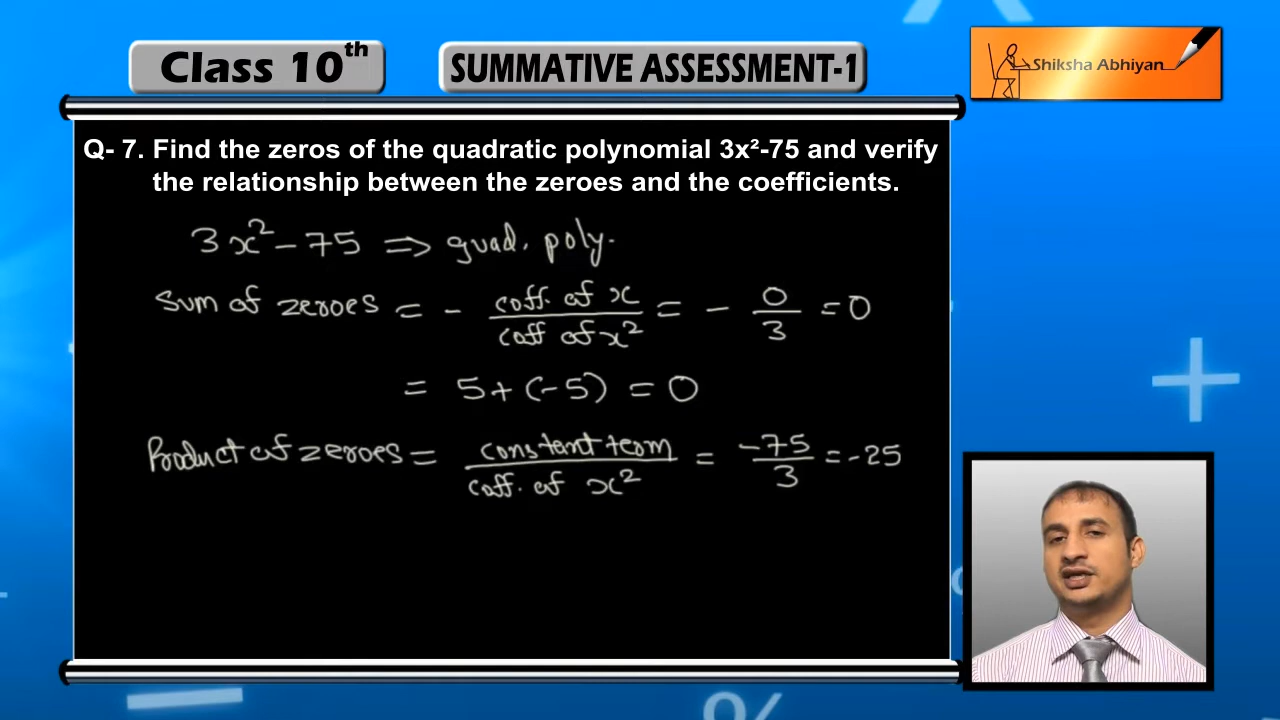 Class 10th
SUMMATIVE ASSESSMENT-1
Shiksha Abhiyan
Q- 7. Find the zeros of the quadratic polynomial 3x²-75 and verify
the relationship between the zeroes and the coefficients.
3x² - 75 ⇒ quad. poly.
Sum of zeroes = - coff. of x / coff of x² = - 0/3 = 0
= 5+(-5) = 0
Product of zeroes = constant term / coff. of x² = -75/3 = -25